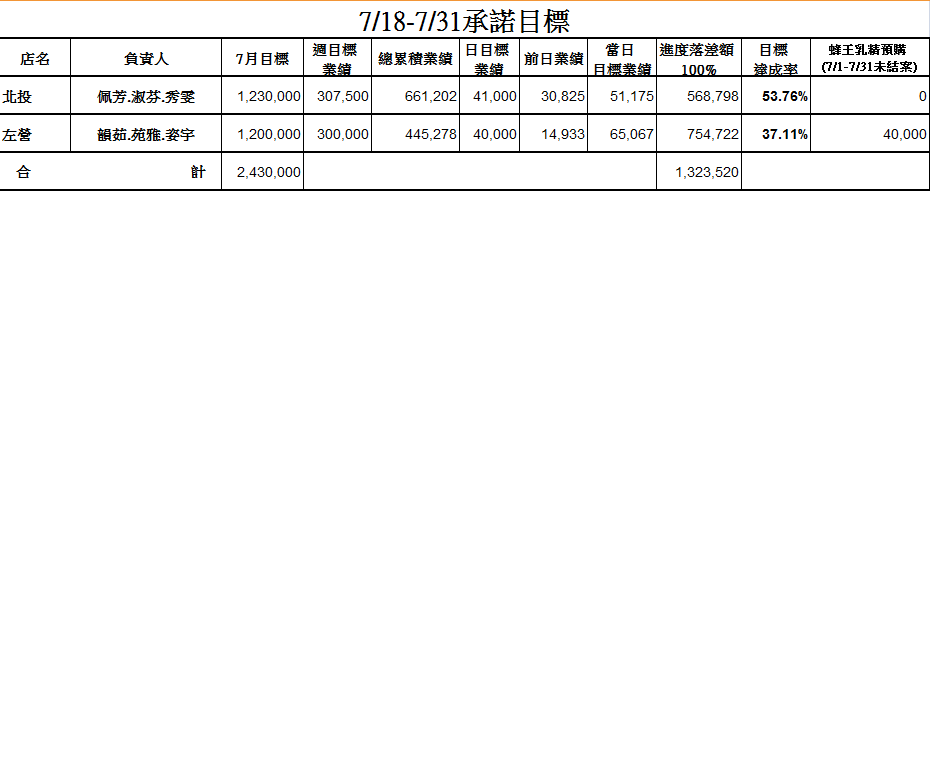 7/18-7/31承諾目標
店名 負責人 7月目標 週目標業績 總累積業績 日目標業績 前日業績 當日目標業績 進度落差額100% 目標達成率 蜂王乳精預購(7/1-7/31未結案)
北投 佩芳.淑芬.秀雯 1,230,000 307,500 661,202 41,000 30,825 51,175 568,798 53.76% 0
左營 韻茹.苑雅.姿宇 1,200,000 300,000 445,278 40,000 14,933 65,067 754,722 37.11% 40,000
合 計 2,430,000 1,323,520